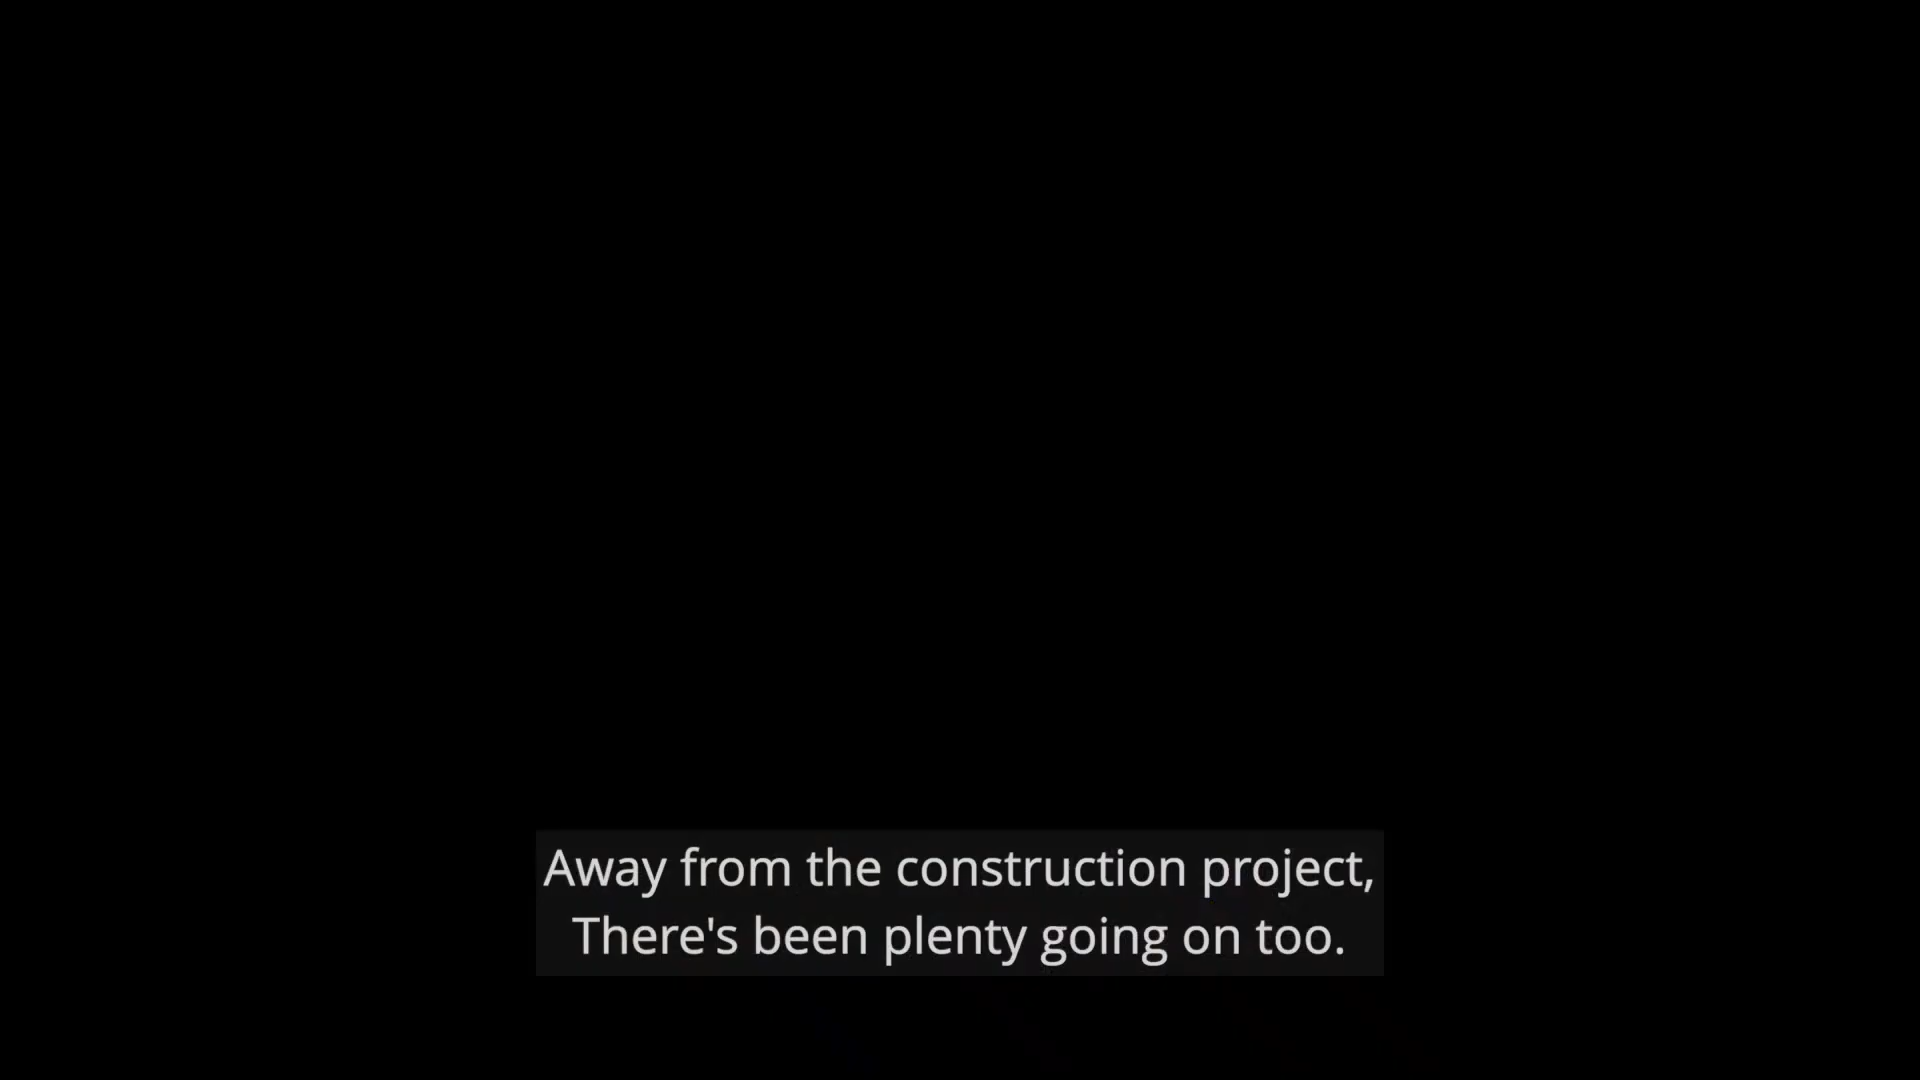 Away from the construction project,
There's been plenty going on too.